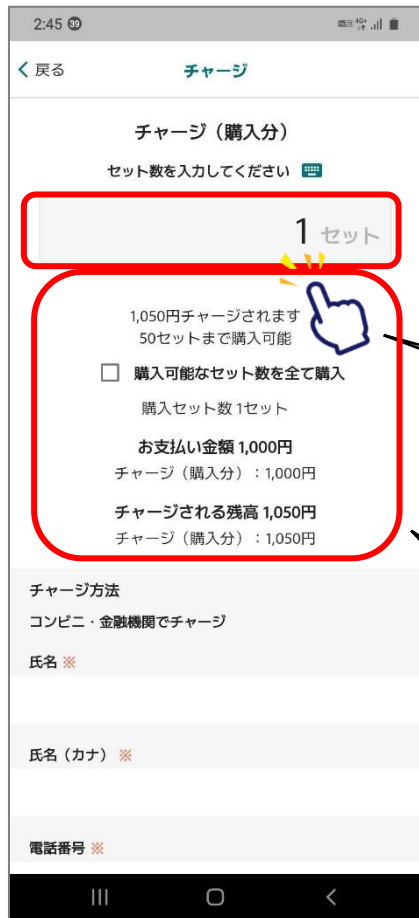 2:45 39
戻る チャージ
チャージ（購入分）
セット数を入力してください
1 セット
1,050円チャージされます
50セットまで購入可能
購入可能なセット数を全て購入
購入セット数 1セット
お支払い金額 1,000円
チャージ（購入分）：1,000円
チャージされる残高 1,050円
チャージ（購入分）：1,050円
チャージ方法
コンビニ・金融機関でチャージ
氏名 ※
氏名（カナ） ※
電話番号 ※